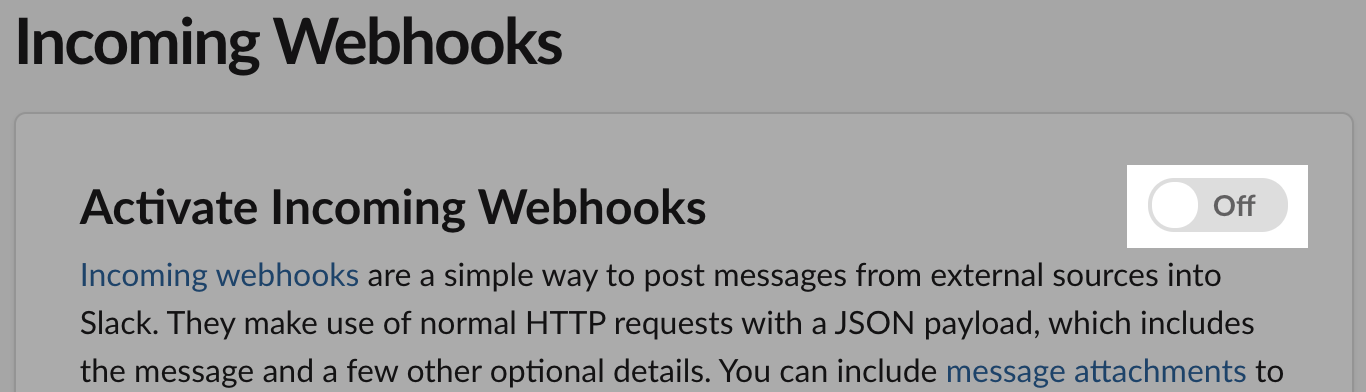 Incoming Webhooks
Activate Incoming Webhooks
Off
Incoming webhooks are a simple way to post messages from external sources into
Slack. They make use of normal HTTP requests with a JSON payload, which includes
the message and a few other optional details. You can include message attachments to